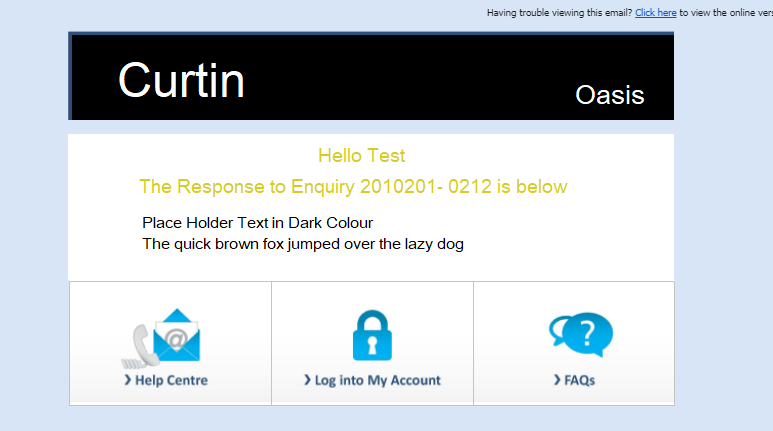 Having trouble viewing this email? Click here to view the online
Curtin
Oasis
Hello Test
The Response to Enquiry 2010201- 0212 is below
Place Holder Text in Dark Colour
The quick brown fox jumped over the lazy dog
@
?
❯ Help Centre
❯ Log into My Account
❯ FAQs